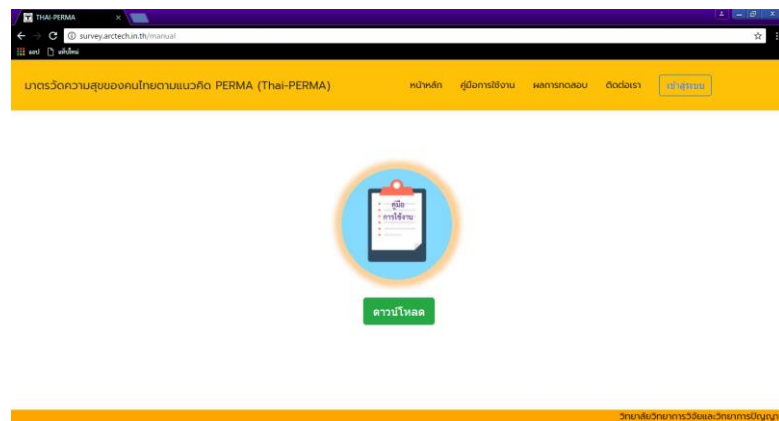 THAI-PERMA
survey.arctech.in.th/manual
แอป แท็บใหม่
มาตรวัดความสุขของคนไทยตามแนวคิด PERMA (Thai-PERMA) หน้าหลัก คู่มือการใช้งาน ผลการทดสอบ ติดต่อเรา เข้าสู่ระบบ
คู่มือ
การใช้งาน
ดาวน์โหลด
วิทยาลัยวิทยาการวิจัยและวิทยาการปัญญา